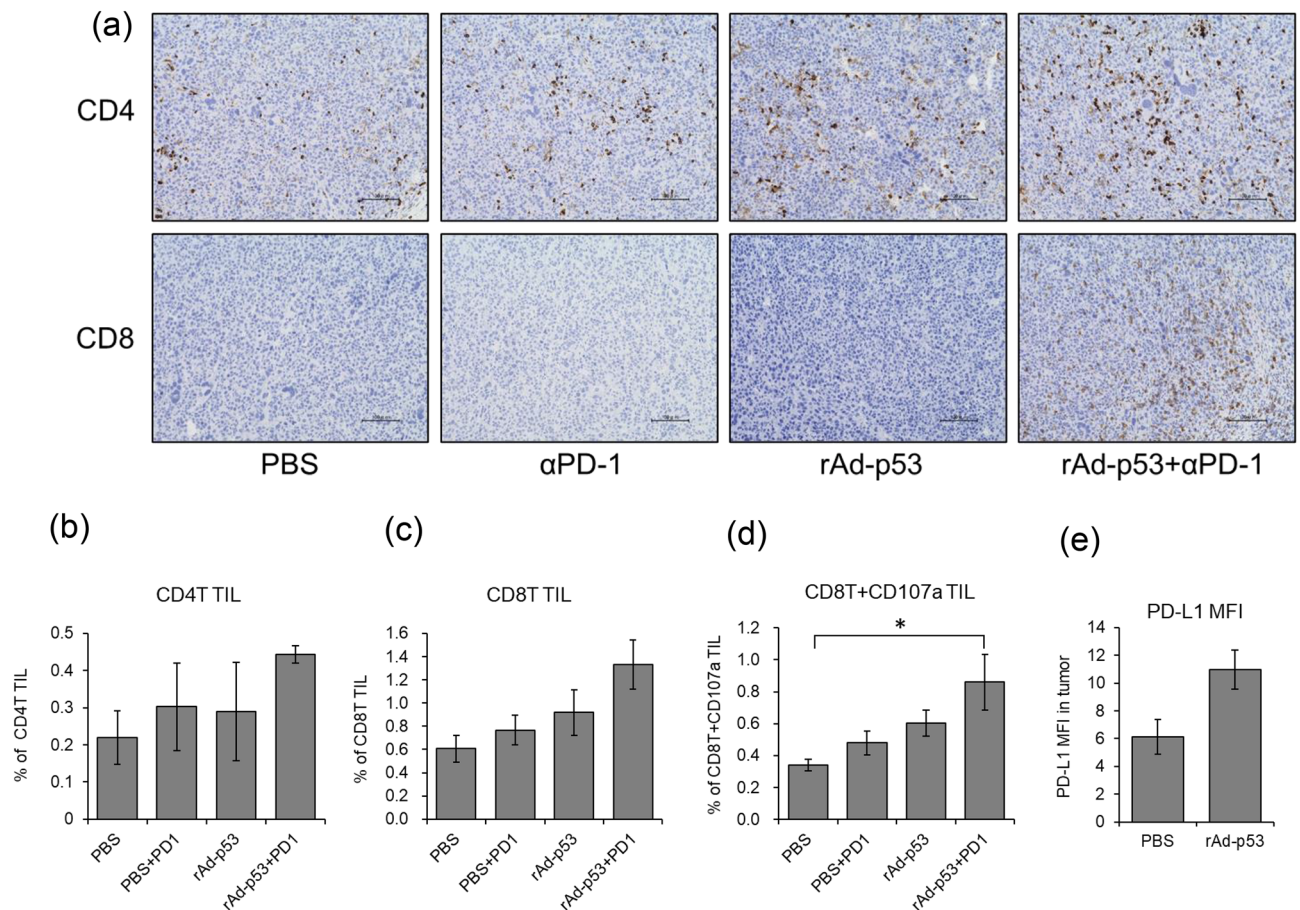 (a)
CD4
CD8
PBS
αPD-1
rAd-p53
rAd-p53+αPD-1
(b)
CD4T TIL
% of CD4T TIL
0.5
0.4
0.3
0.2
0.1
0
PBS
PBS+PD1
rAd-p53
rAd-p53+PD1
(c)
CD8T TIL
% of CD8T TIL
1.6
1.4
1.2
1.0
0.8
0.6
0.4
0.2
0.0
PBS
PBS+PD1
rAd-p53
rAd-p53+PD1
(d)
CD8T+CD107a TIL
% of CD8T+CD107a TIL
1.2
1.0
0.8
0.6
0.4
0.2
0.0
*
PBS
PBS+PD1
rAd-p53
rAd-p53+PD1
(e)
PD-L1 MFI
PD-L1 MFI in tumor
14
12
10
8
6
4
2
0
PBS
rAd-p53